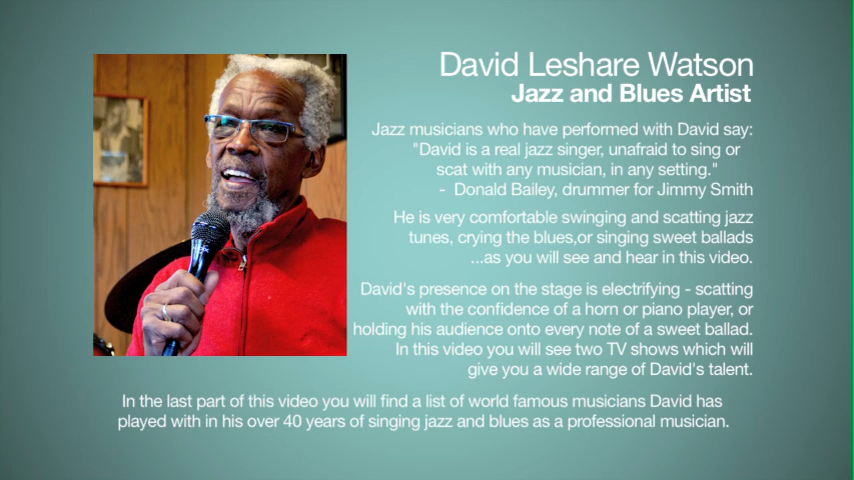 David Leshare Watson
Jazz and Blues Artist
Jazz musicians who have performed with David say:
"David is a real jazz singer, unafraid to sing or
scat with any musician, in any setting."
- Donald Bailey, drummer for Jimmy Smith
He is very comfortable swinging and scatting jazz
tunes, crying the blues,or singing sweet ballads
...as you will see and hear in this video.
David's presence on the stage is electrifying - scatting
with the confidence of a horn or piano player, or
holding his audience onto every note of a sweet ballad.
In this video you will see two TV shows which will
give you a wide range of David's talent.
In the last part of this video you will find a list of world famous musicians David has
played with in his over 40 years of singing jazz and blues as a professional musician.